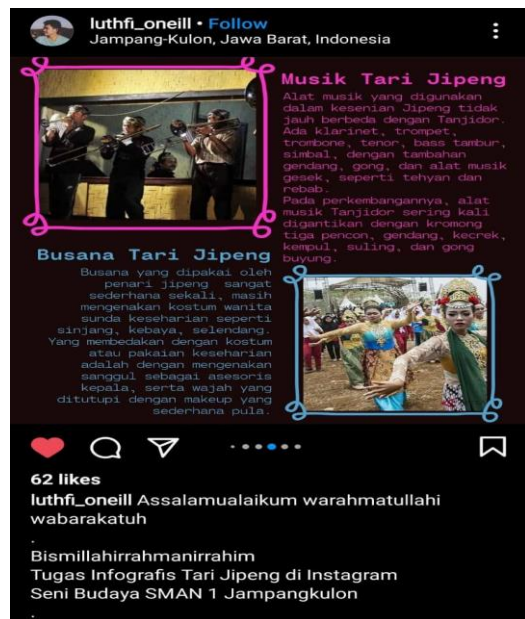 luthfi_oneill • Follow
Jampang-Kulon, Jawa Barat, Indonesia
Musik Tari Jipeng
Alat musik yang digunakan
dalam kesenian Jipeng tidak
jauh berbeda dengan Tanjidor.
Ada klarinet, trompet,
trombone, tenor, bass tambur,
simbal, dengan tambahan
gendang, gong, dan alat musik
gesek, seperti tehyan dan
rebab.
Pada perkembangannya, alat
musik Tanjidor sering kali
digantikan dengan kromong
tiga pencon, gendang, kecrek,
kempul, suling, dan gong
buyung.
Busana Tari Jipeng
Busana yang dipakai oleh
penari jipeng sangat
sederhana sekali, masih
mengenakan kostum wanita
sunda keseharian seperti
sinjang, kebaya, selendang.
Yang membedakan dengan kostum
atau pakaian keseharian
adalah dengan mengenakan
sanggul sebagai asesoris
kepala, serta wajah yang
ditutupi dengan makeup yang
sederhana pula.
62 likes
luthfi_oneill Assalamualaikum warahmatullahi
wabarakatuh
.
Bismillahirrahmanirrahim
Tugas Infografis Tari Jipeng di Instagram
Seni Budaya SMAN 1 Jampangkulon
.